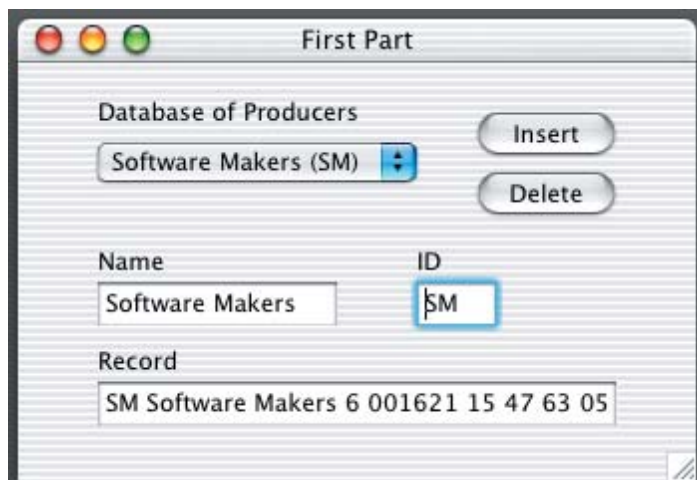 First Part
Database of Producers
Insert
Software Makers (SM)
Delete
Name
ID
Software Makers
SM
Record
SM Software Makers 6 001621 15 47 63 05